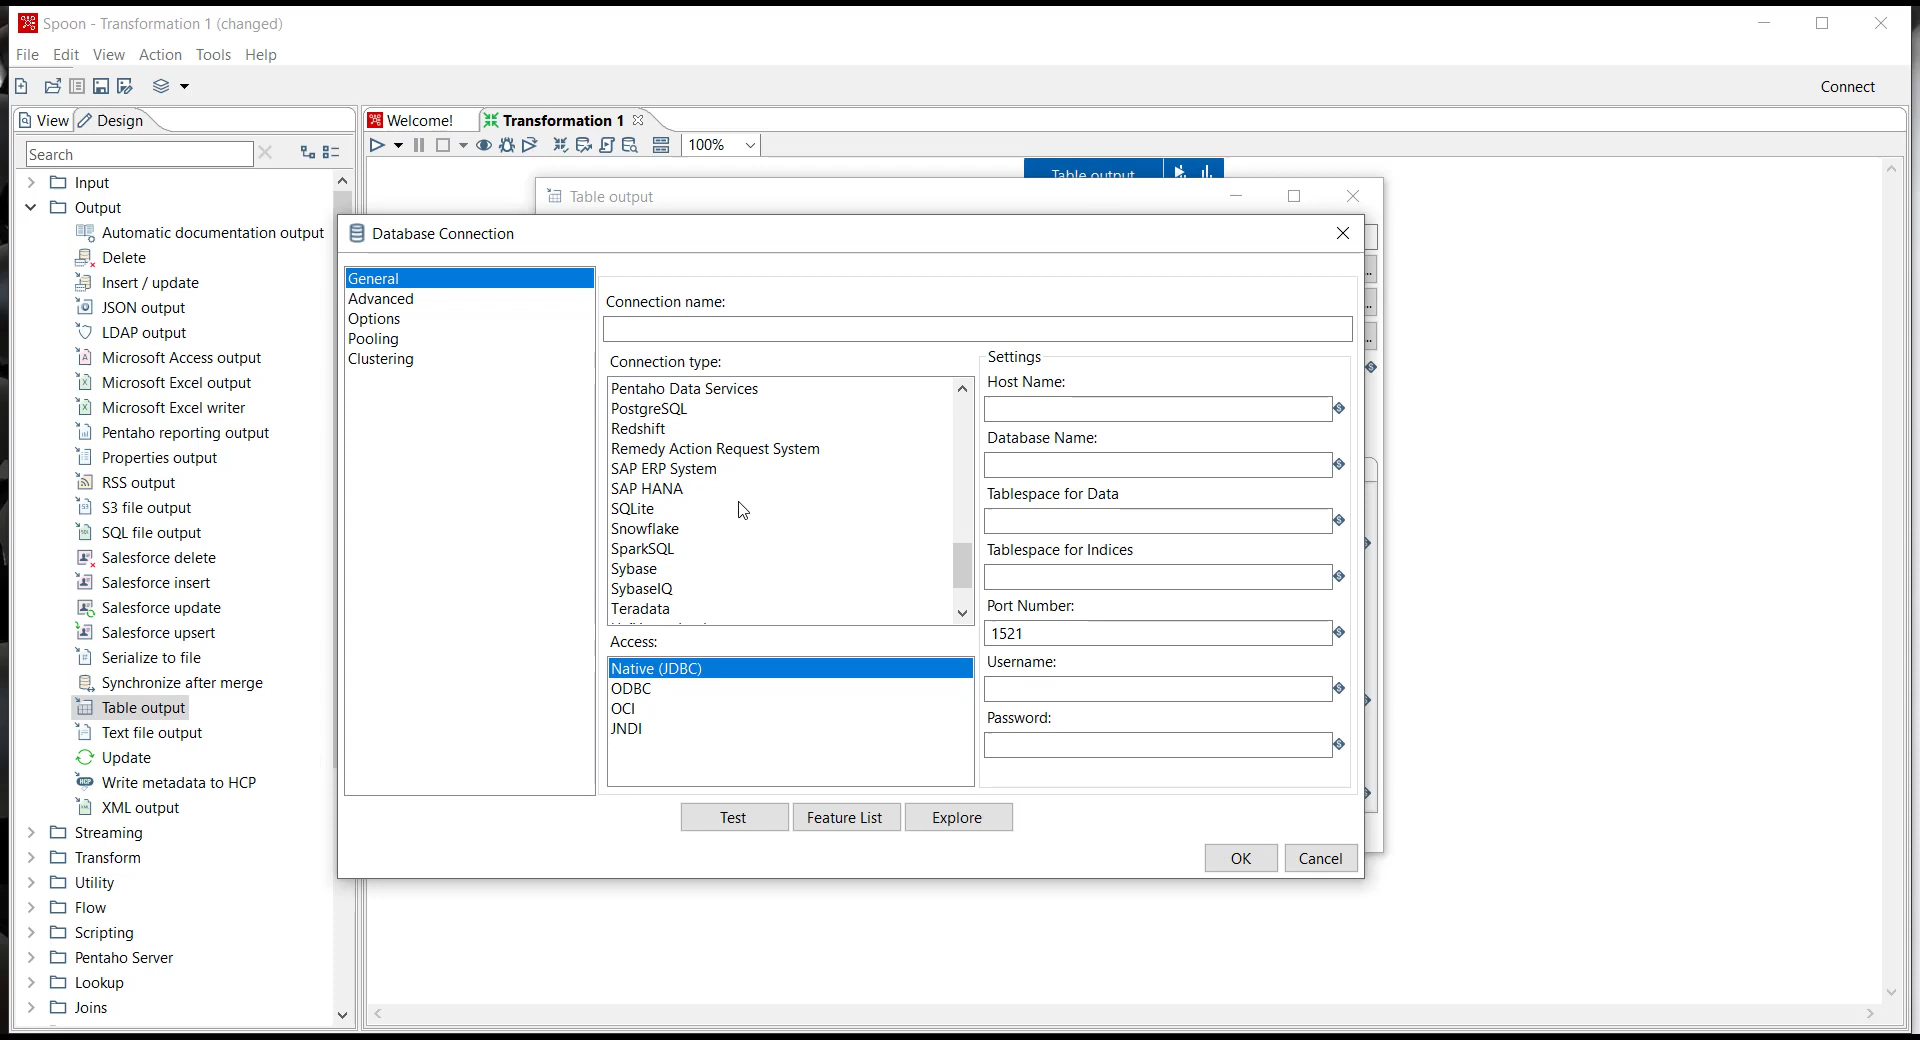 Spoon - Transformation 1 (changed)
File Edit View Action Tools Help
Connect
View Design
Welcome! Transformation 1
Search
100%
Input
Output
Automatic documentation output
Delete
Insert / update
JSON output
LDAP output
Microsoft Access output
Microsoft Excel output
Microsoft Excel writer
Pentaho reporting output
Properties output
RSS output
S3 file output
SQL file output
Salesforce delete
Salesforce insert
Salesforce update
Salesforce upsert
Serialize to file
Synchronize after merge
Table output
Text file output
Update
Write metadata to HCP
XML output
Streaming
Transform
Utility
Flow
Scripting
Pentaho Server
Lookup
Joins
Table output
Table output
Database Connection
General
Advanced
Options
Pooling
Clustering
Connection name:
Connection type:
Pentaho Data Services
PostgreSQL
Redshift
Remedy Action Request System
SAP ERP System
SAP HANA
SQLite
Snowflake
SparkSQL
Sybase
SybaseIQ
Teradata
Access:
Native (JDBC)
ODBC
OCI
JNDI
Settings
Host Name:
Database Name:
Tablespace for Data
Tablespace for Indices
Port Number:
1521
Username:
Password:
Test Feature List Explore
OK Cancel